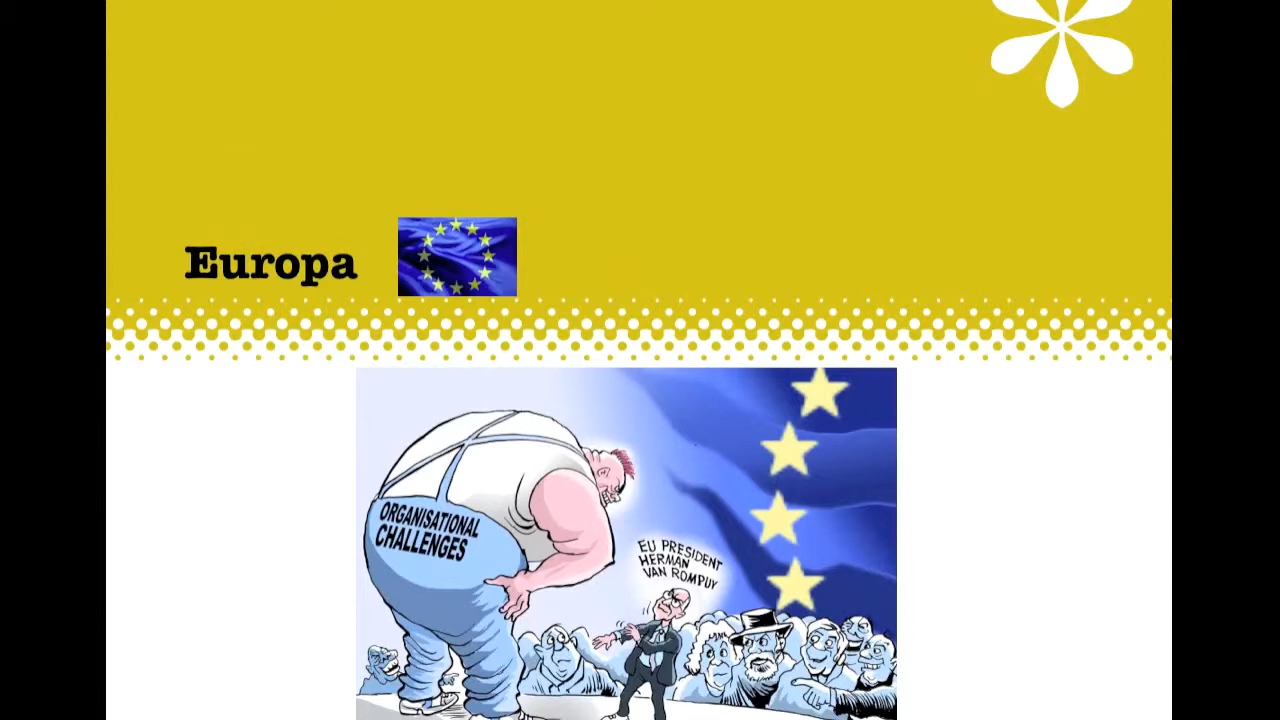 Europa
ORGANISATIONAL
CHALLENGES
EU PRESIDENT
HERMAN
VAN ROMPUY